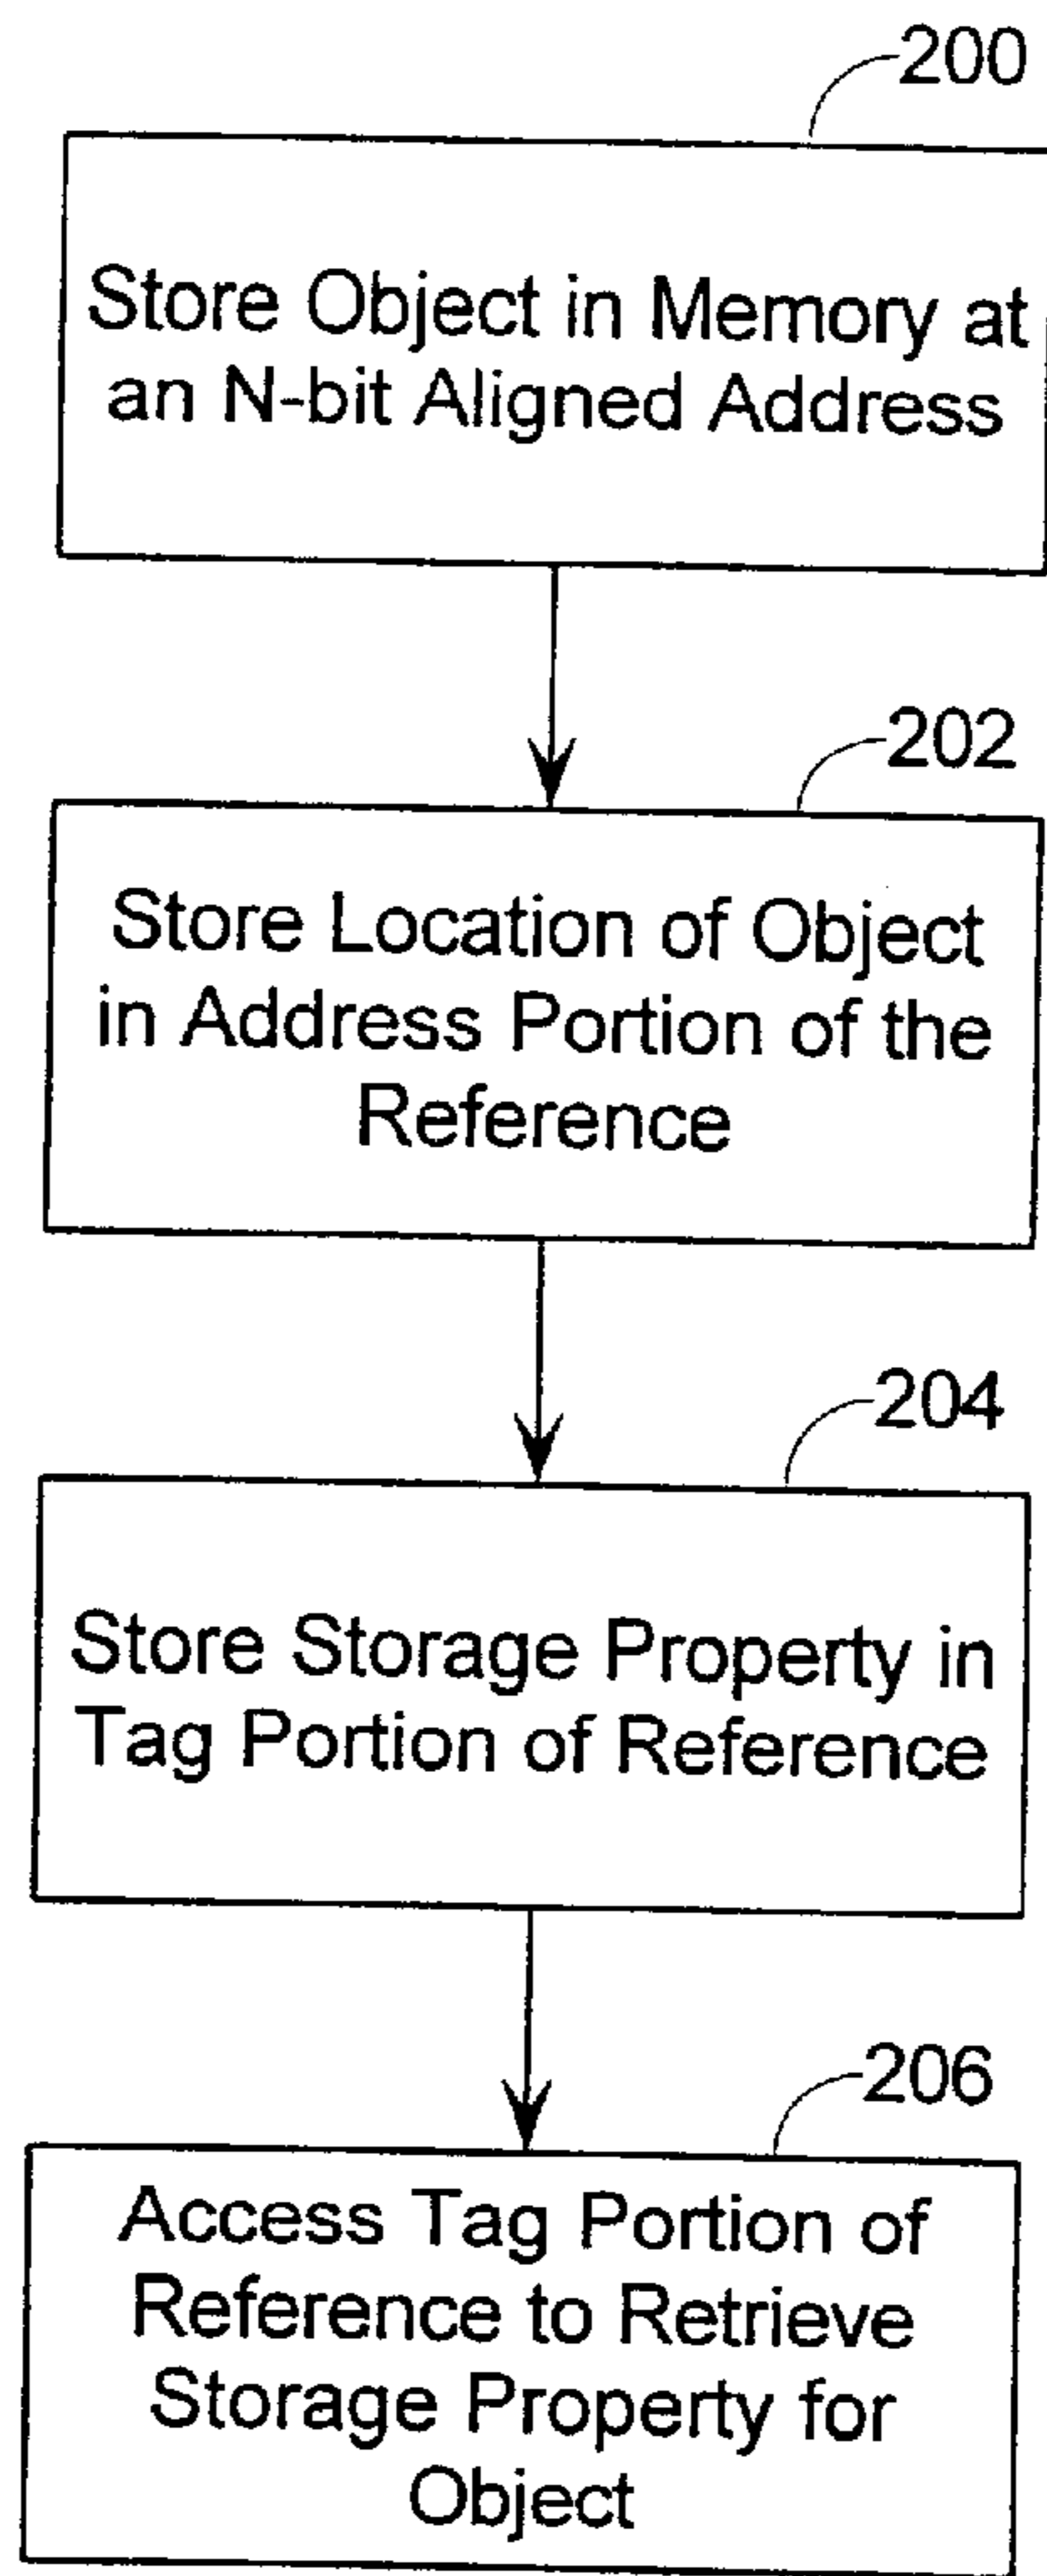 200
Store Object in Memory at
an N-bit Aligned Address
202
Store Location of Object
in Address Portion of the
Reference
204
Store Storage Property in
Tag Portion of Reference
206
Access Tag Portion of
Reference to Retrieve
Storage Property for
Object